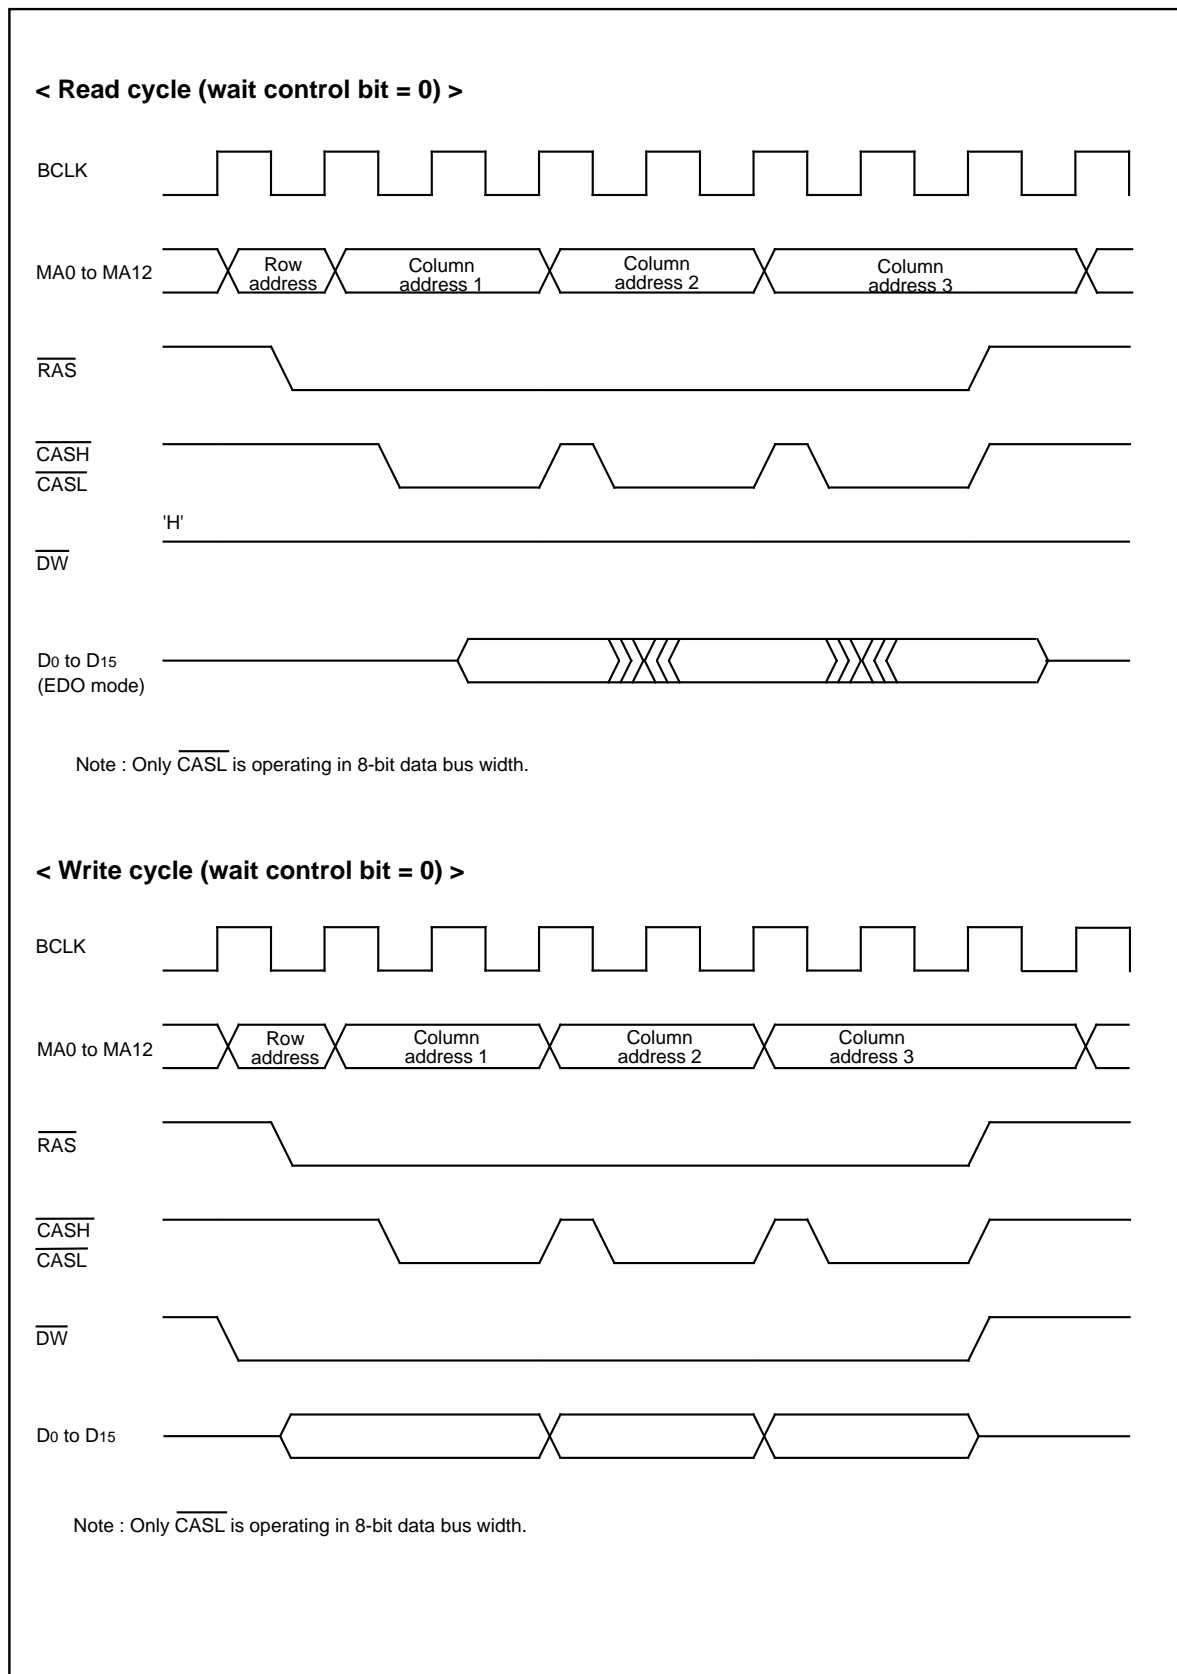 < Read cycle (wait control bit = 0) >
BCLK
MA0 to MA12
Row
address
Column
address 1
Column
address 2
Column
address 3
RAS
CASH
CASL
'H'
DW
D0 to D15
(EDO mode)
Note : Only CASL is operating in 8-bit data bus width.
< Write cycle (wait control bit = 0) >
BCLK
MA0 to MA12
Row
address
Column
address 1
Column
address 2
Column
address 3
RAS
CASH
CASL
DW
D0 to D15
Note : Only CASL is operating in 8-bit data bus width.